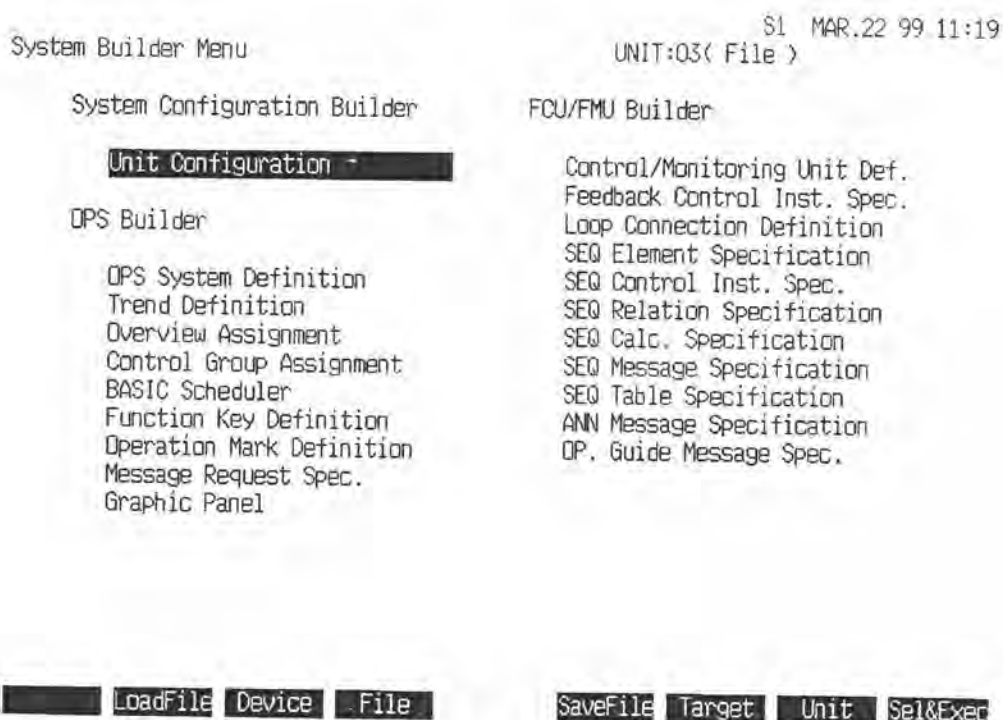 S1 MAR.22 99 11:19
System Builder Menu
UNIT:03( File )
System Configuration Builder
Unit Configuration -
OPS Builder
OPS System Definition
Trend Definition
Overview Assignment
Control Group Assignment
BASIC Scheduler
Function Key Definition
Operation Mark Definition
Message Request Spec.
Graphic Panel
FCU/FMU Builder
Control/Monitoring Unit Def.
Feedback Control Inst. Spec.
Loop Connection Definition
SEQ Element Specification
SEQ Control Inst. Spec.
SEQ Relation Specification
SEQ Calc. Specification
SEQ Message Specification
SEQ Table Specification
ANN Message Specification
OP. Guide Message Spec.
LoadFile Device File SaveFile Target Unit Sel&Exec